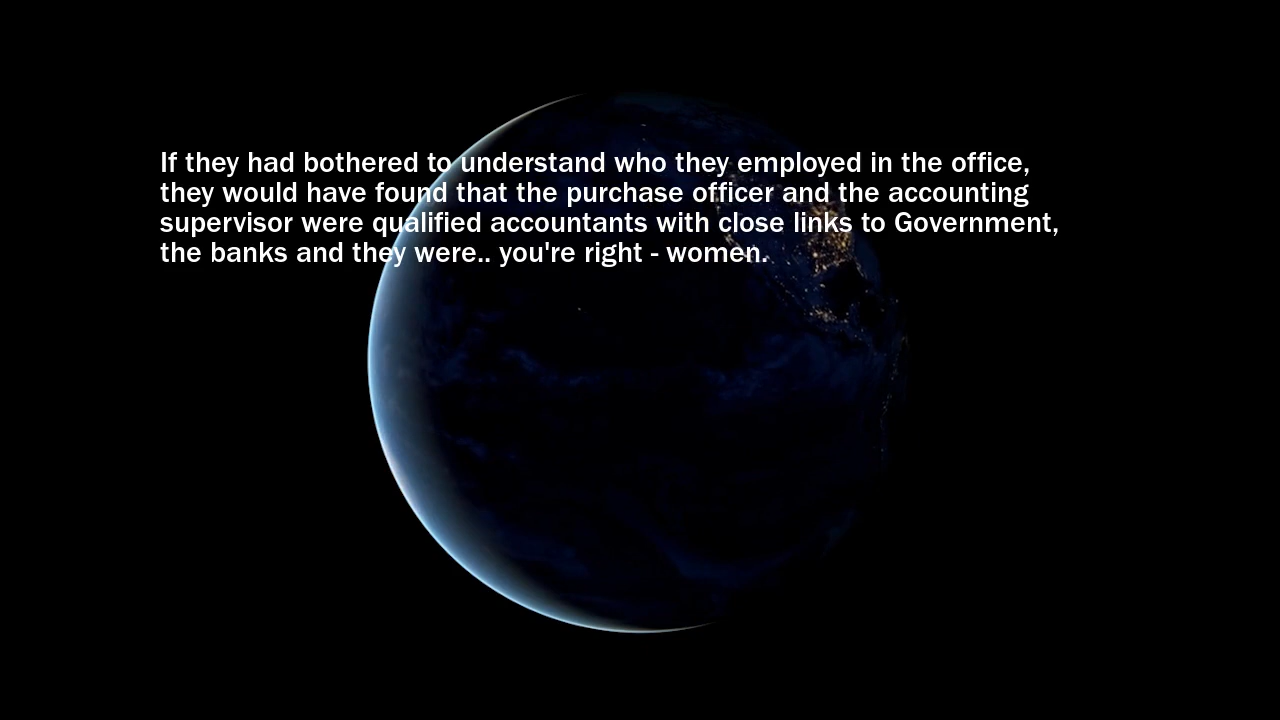 If they had bothered to understand who they employed in the office,
they would have found that the purchase officer and the accounting
supervisor were qualified accountants with close links to Government,
the banks and they were.. you're right - women.